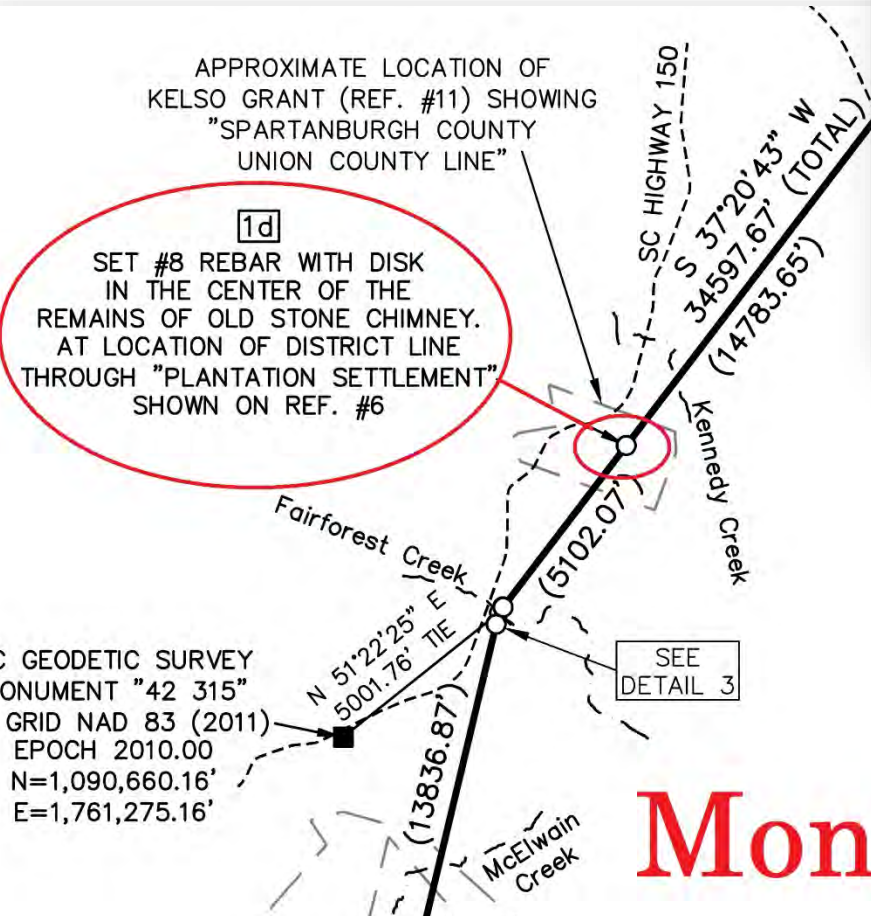 APPROXIMATE LOCATION OF
KELSO GRANT (REF. #11) SHOWING
"SPARTANBURGH COUNTY
UNION COUNTY LINE"
SC HIGHWAY 150
S 37°20'43" W
34597.67' (TOTAL)
(14783.65')
1d
SET #8 REBAR WITH DISK
IN THE CENTER OF THE
REMAINS OF OLD STONE CHIMNEY.
AT LOCATION OF DISTRICT LINE
THROUGH "PLANTATION SETTLEMENT"
SHOWN ON REF. #6
Kennedy Creek
(5102.07')
Fairforest Creek
N 51°22'25" E
5001.76' TIE
SEE
DETAIL 3
C GEODETIC SURVEY
ONUMENT "42 315"
GRID NAD 83 (2011)
EPOCH 2010.00
N=1,090,660.16'
E=1,761,275.16'
(13836.87')
McElwain
Creek
Mon